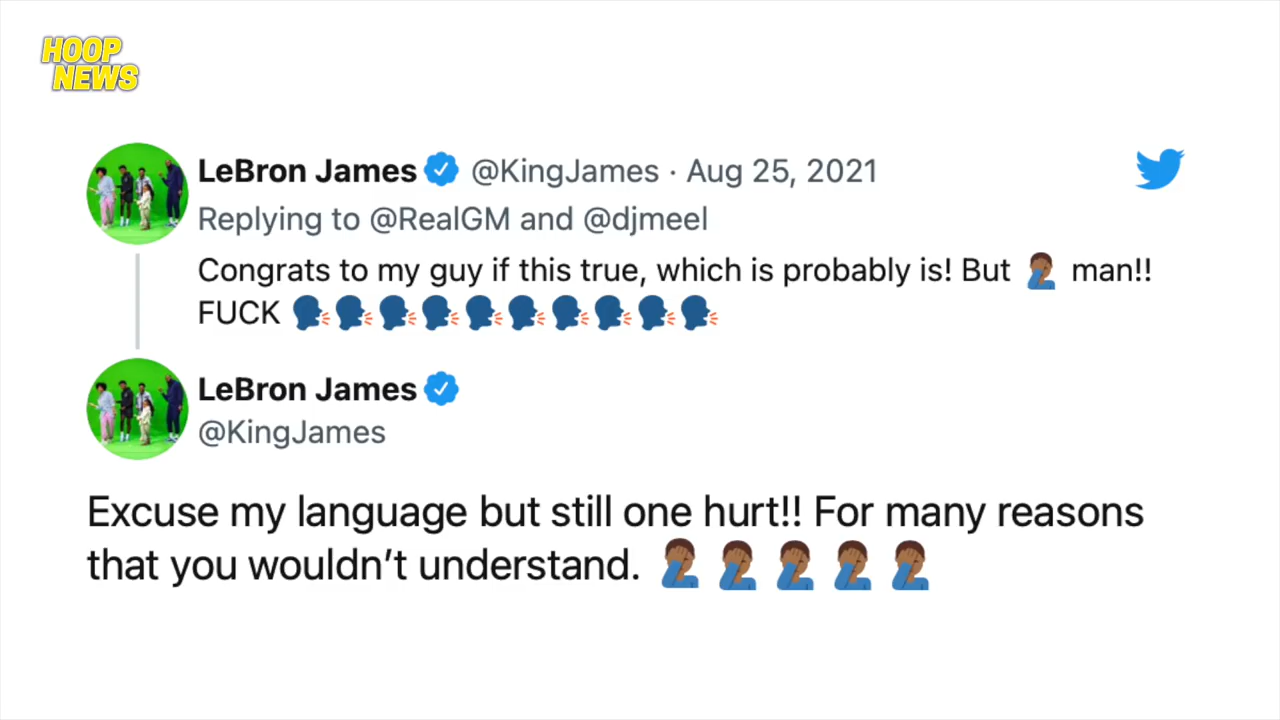 HOOP
NEWS
LeBron James @KingJames · Aug 25, 2021
Replying to @RealGM and @djmeel
Congrats to my guy if this true, which is probably is! But 🤦🏾‍♂️ man!!
FUCK 🗣🗣🗣🗣🗣🗣🗣🗣🗣🗣
LeBron James
@KingJames
Excuse my language but still one hurt!! For many reasons
that you wouldn’t understand. 🤦🏾‍♂️🤦🏾‍♂️🤦🏾‍♂️🤦🏾‍♂️🤦🏾‍♂️